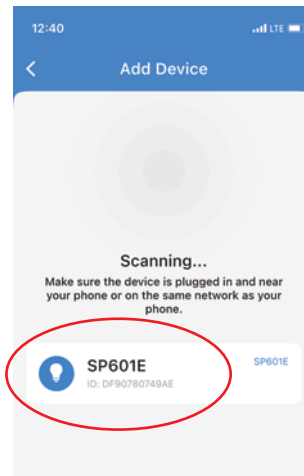 12:40
LTE
Add Device
Scanning...
Make sure the device is plugged in and near
your phone or on the same network as your
phone.
SP601E
SP601E
ID: DF90780749AE